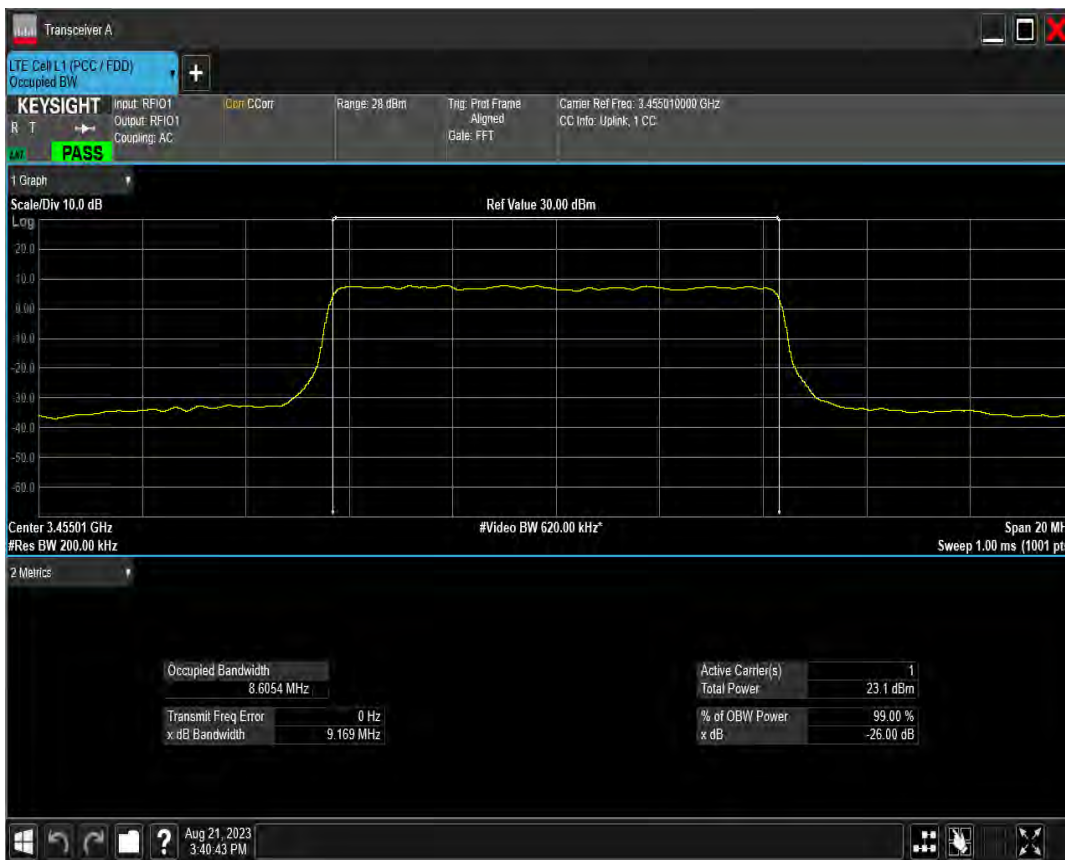 Transceiver A
LTE Cell L1 (PCC / FDD)
Occupied BW
+
KEYSIGHT
R T
PASS
Input: RFIO1
Output: RFIO1
Coupling: AC
Corr CCorr
Range: 28 dBm
Trig: Prot Frame
Aligned
Gate: FFT
Carrier Ref Freq: 3.455010000 GHz
CC Info: Uplink, 1 CC
1 Graph
Scale/Div 10.0 dB
Ref Value 30.00 dBm
Log
20.0
10.0
0.00
-10.0
-20.0
-30.0
-40.0
-50.0
-60.0
Center 3.45501 GHz
#Video BW 620.00 kHz*
Span 20 MH
#Res BW 200.00 kHz
Sweep 1.00 ms (1001 pt
2 Metrics
Occupied Bandwidth
8.6054 MHz
Transmit Freq Error 0 Hz
x dB Bandwidth 9.169 MHz
Active Carrier(s) 1
Total Power 23.1 dBm
% of OBW Power 99.00 %
x dB -26.00 dB
?
Aug 21, 2023
3:40:43 PM